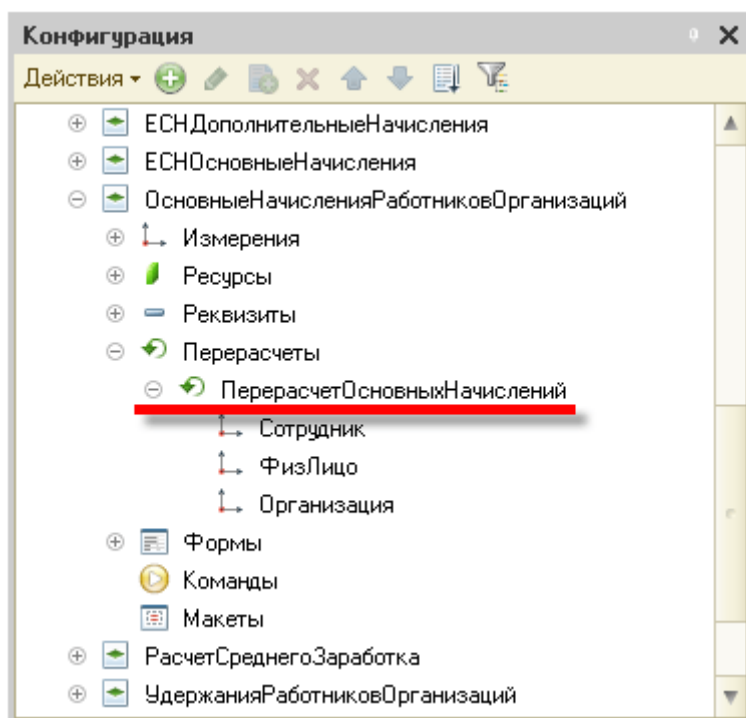 Конфигурация
Действия
ЕСНДополнительныеНачисления
ЕСНОсновныеНачисления
ОсновныеНачисленияРаботниковОрганизаций
Измерения
Ресурсы
Реквизиты
Перерасчеты
ПерерасчетОсновныхНачислений
Сотрудник
ФизЛицо
Организация
Формы
Команды
Макеты
РасчетСреднегоЗаработка
УдержанияРаботниковОрганизаций